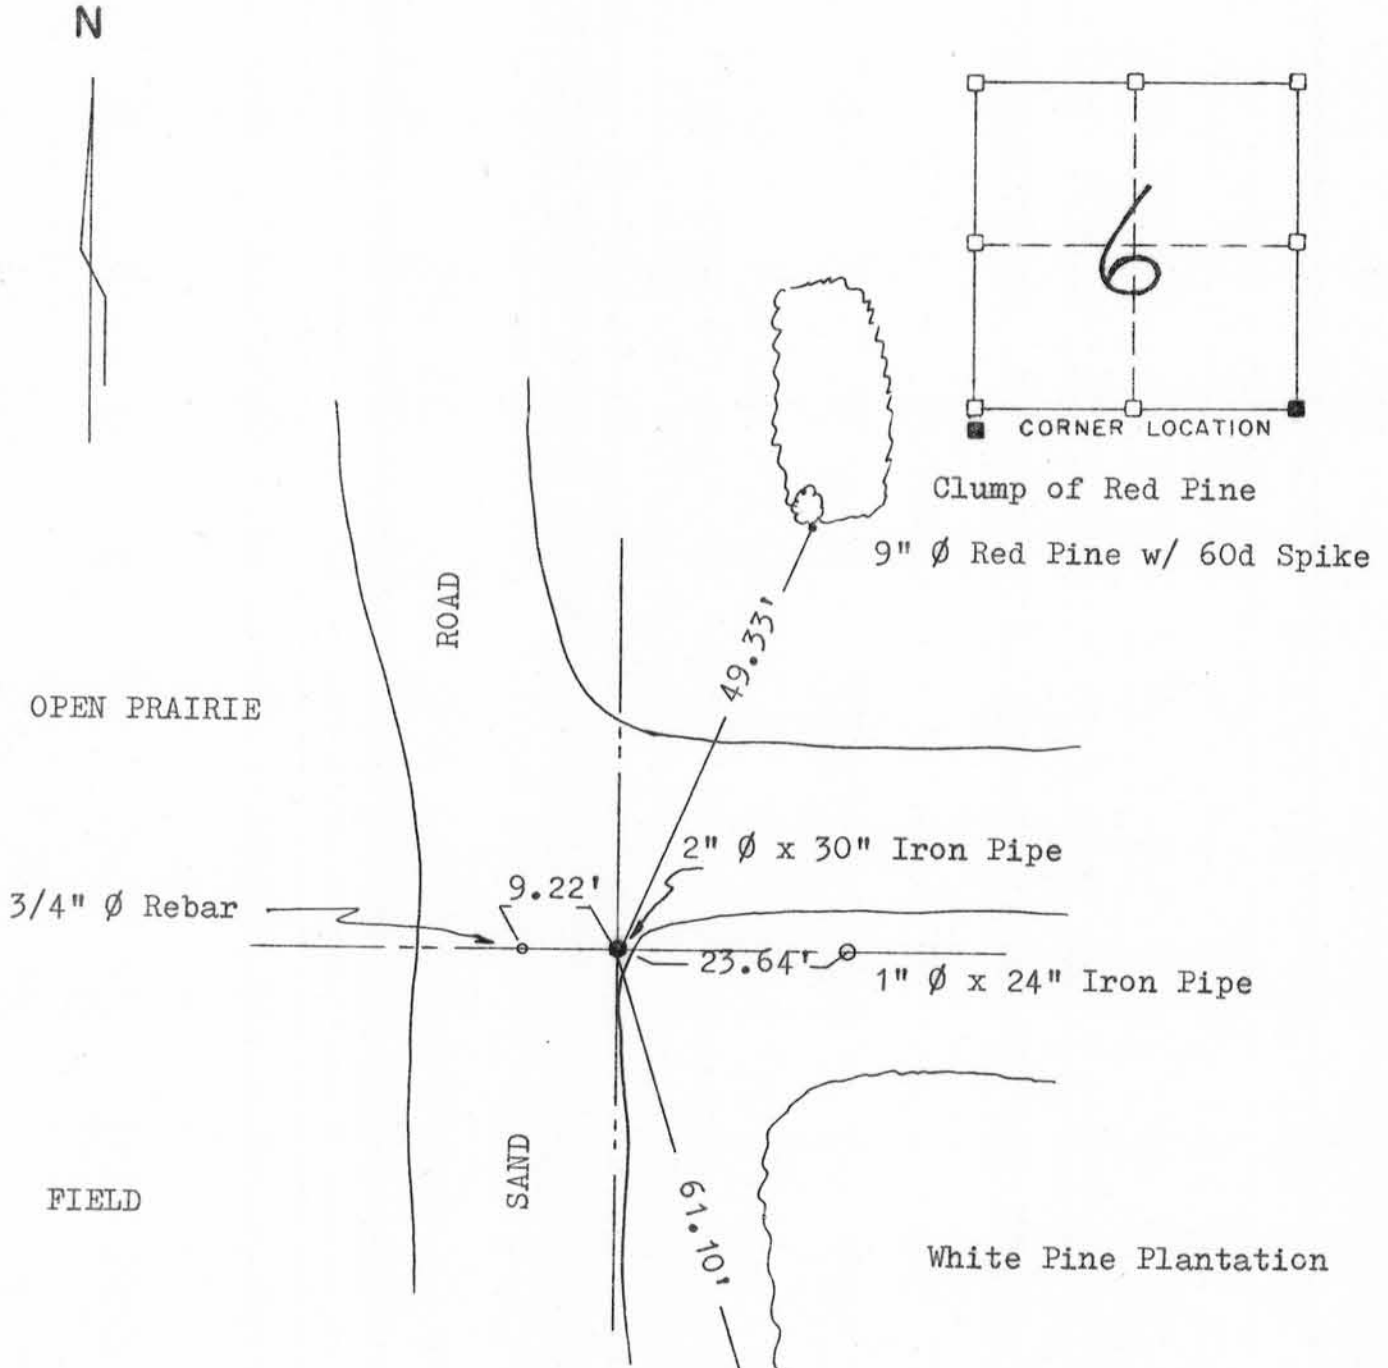 N
6
CORNER LOCATION
Clump of Red Pine
9" Ø Red Pine w/ 60d Spike
ROAD
49.33'
OPEN PRAIRIE
2" Ø x 30" Iron Pipe
9.22'
3/4" Ø Rebar
23.64'
1" Ø x 24" Iron Pipe
SAND
61.10'
FIELD
White Pine Plantation